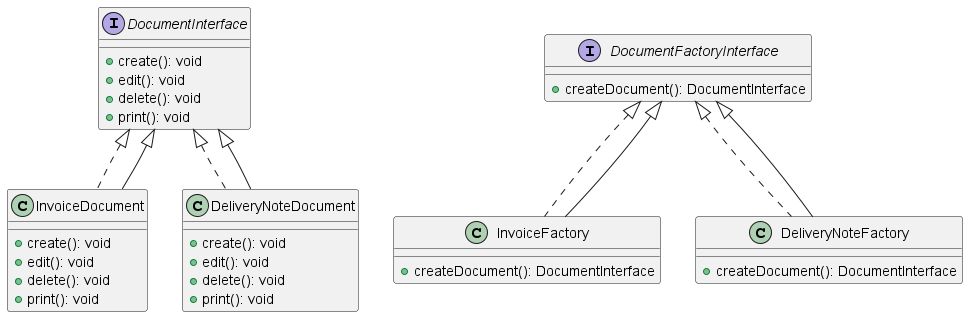 I DocumentInterface
create(): void
edit(): void
delete(): void
print(): void
I DocumentFactoryInterface
createDocument(): DocumentInterface
C InvoiceDocument
create(): void
edit(): void
delete(): void
print(): void
C DeliveryNoteDocument
create(): void
edit(): void
delete(): void
print(): void
C InvoiceFactory
createDocument(): DocumentInterface
C DeliveryNoteFactory
createDocument(): DocumentInterface